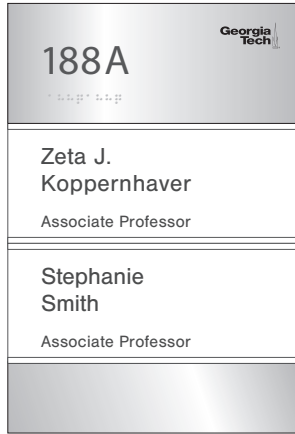 188A
Georgia
Tech
Zeta J.
Koppernhaver
Associate Professor
Stephanie
Smith
Associate Professor